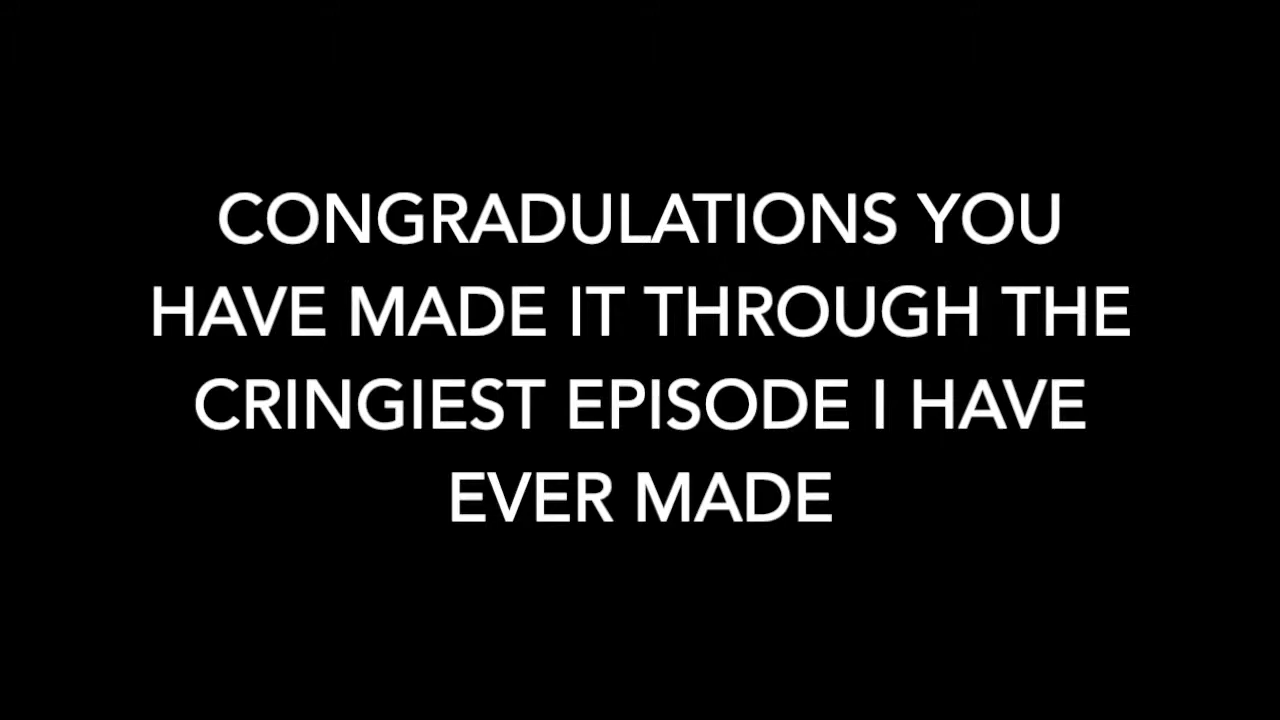 CONGRADULATIONS YOU
HAVE MADE IT THROUGH THE
CRINGIEST EPISODE I HAVE
EVER MADE